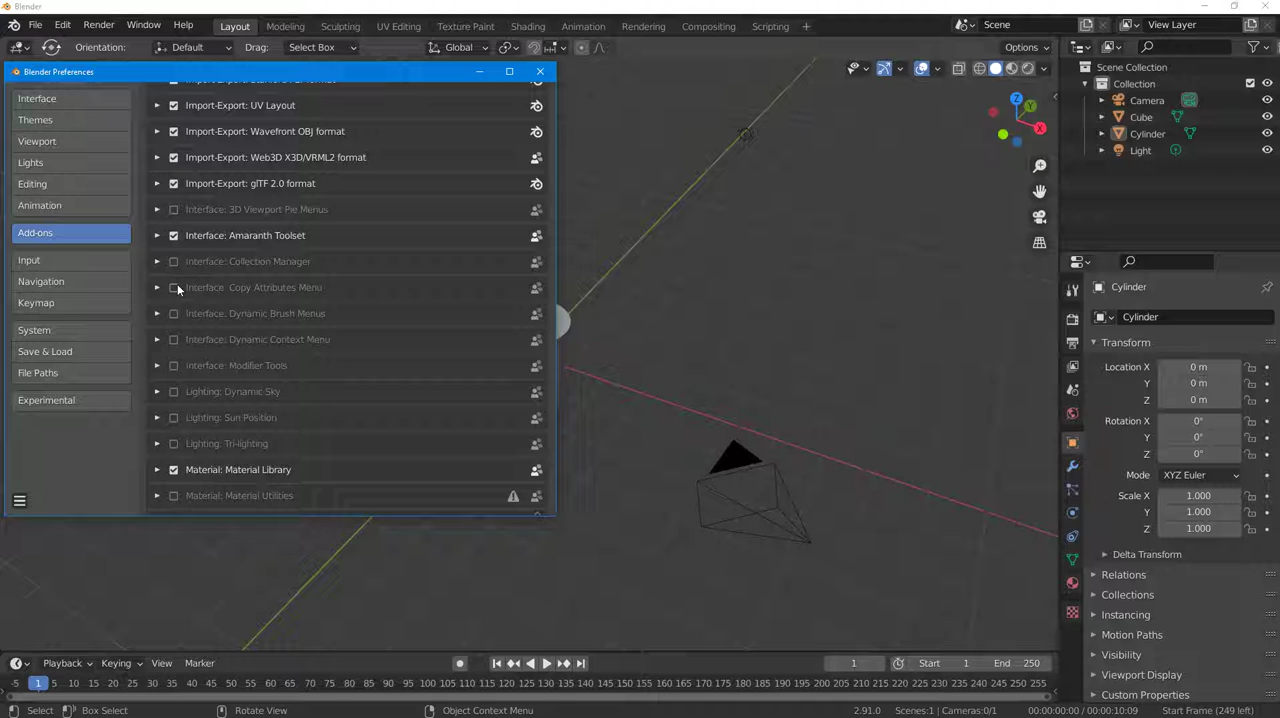 Blender
File Edit Render Window Help Layout Modeling Sculpting UV Editing Texture Paint Shading Animation Rendering Compositing Scripting + Scene View Layer
Orientation: Default Drag: Select Box Global Options
Blender Preferences
Interface
Themes
Viewport
Lights
Editing
Animation
Add-ons
Input
Navigation
Keymap
System
Save & Load
File Paths
Experimental
Import-Export: UV Layout
Import-Export: Wavefront OBJ format
Import-Export: Web3D X3D/VRML2 format
Import-Export: glTF 2.0 format
Interface: 3D Viewport Pie Menus
Interface: Amaranth Toolset
Interface: Collection Manager
Interface: Copy Attributes Menu
Interface: Dynamic Brush Menus
Interface: Dynamic Context Menu
Interface: Modifier Tools
Lighting: Dynamic Sky
Lighting: Sun Position
Lighting: Tri-lighting
Material: Material Library
Material: Material Utilities
Z
Y
X
Scene Collection
Collection
Camera
Cube
Cylinder
Light
Cylinder
Cylinder
Transform
Location X 0 m
Y 0 m
Z 0 m
Rotation X 0°
Y 0°
Z 0°
Mode XYZ Euler
Scale X 1.000
Y 1.000
Z 1.000
Delta Transform
Relations
Collections
Instancing
Motion Paths
Visibility
Viewport Display
Custom Properties
Playback Keying View Marker 1 Start 1 End 250
-5 1 5 10 15 20 25 30 35 40 45 50 55 60 65 70 75 80 85 90 95 100 105 110 115 120 125 130 135 140 145 150 155 160 165 170 175 180 185 190 195 200 205 210 215 220 225 230 235 240 245 250 255
Select Box Select Rotate View Object Context Menu 2.91.0 Scenes:1 | Cameras:0/1 00:00:00:00 / 00:00:10:09 Start Frame (249 left)